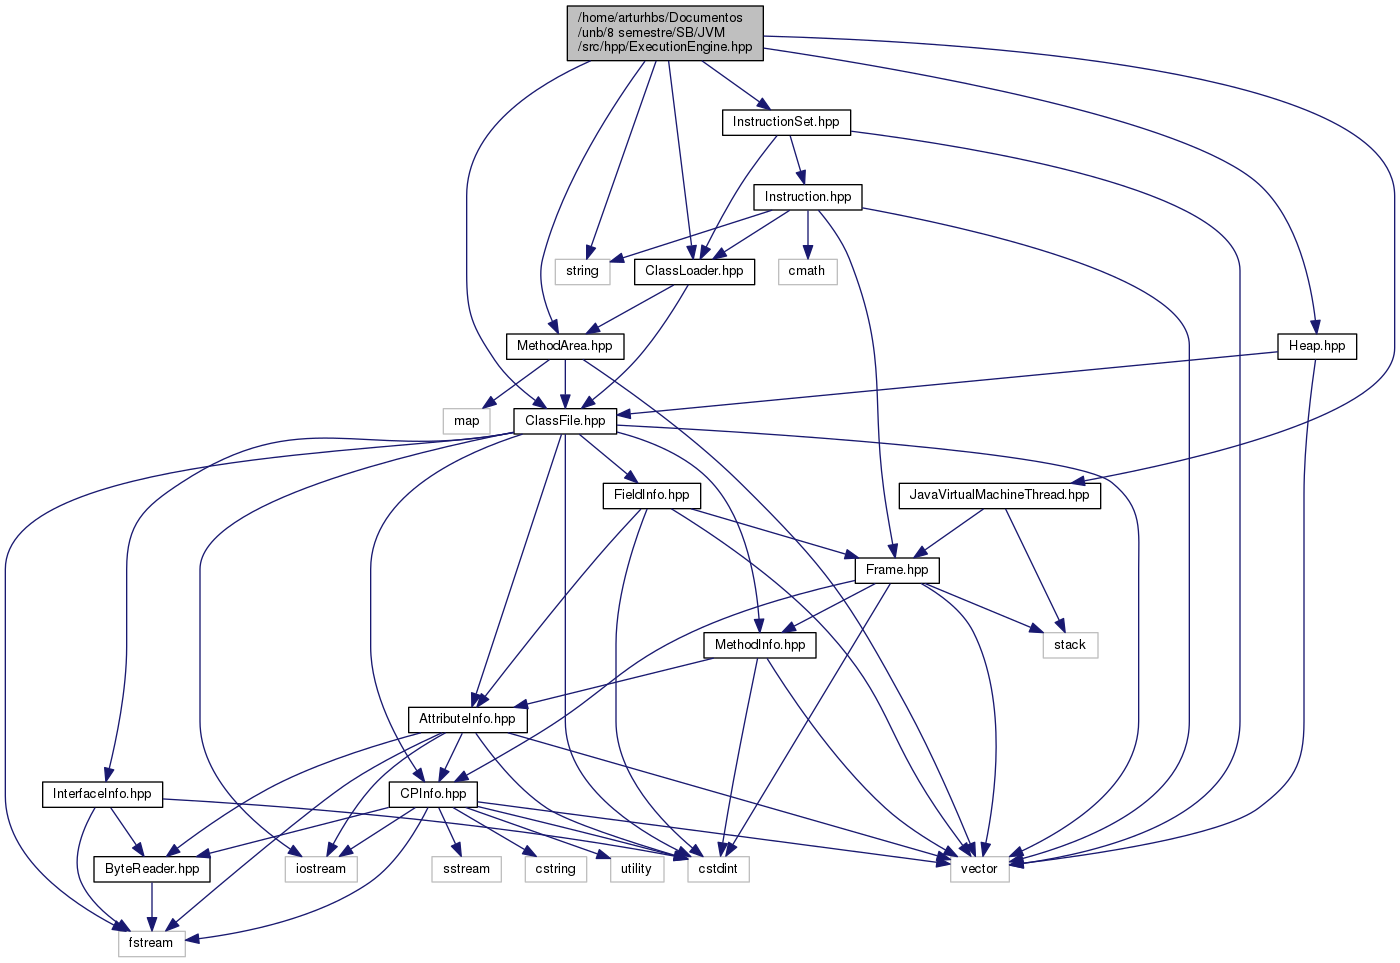 /home/arturhbs/Documentos
/unb/8 semestre/SB/JVM
/src/hpp/ExecutionEngine.hpp
InstructionSet.hpp
Instruction.hpp
string
ClassLoader.hpp
cmath
MethodArea.hpp
Heap.hpp
map
ClassFile.hpp
FieldInfo.hpp
JavaVirtualMachineThread.hpp
Frame.hpp
MethodInfo.hpp
stack
AttributeInfo.hpp
InterfaceInfo.hpp
CPInfo.hpp
ByteReader.hpp
iostream
sstream
cstring
utility
cstdint
vector
fstream